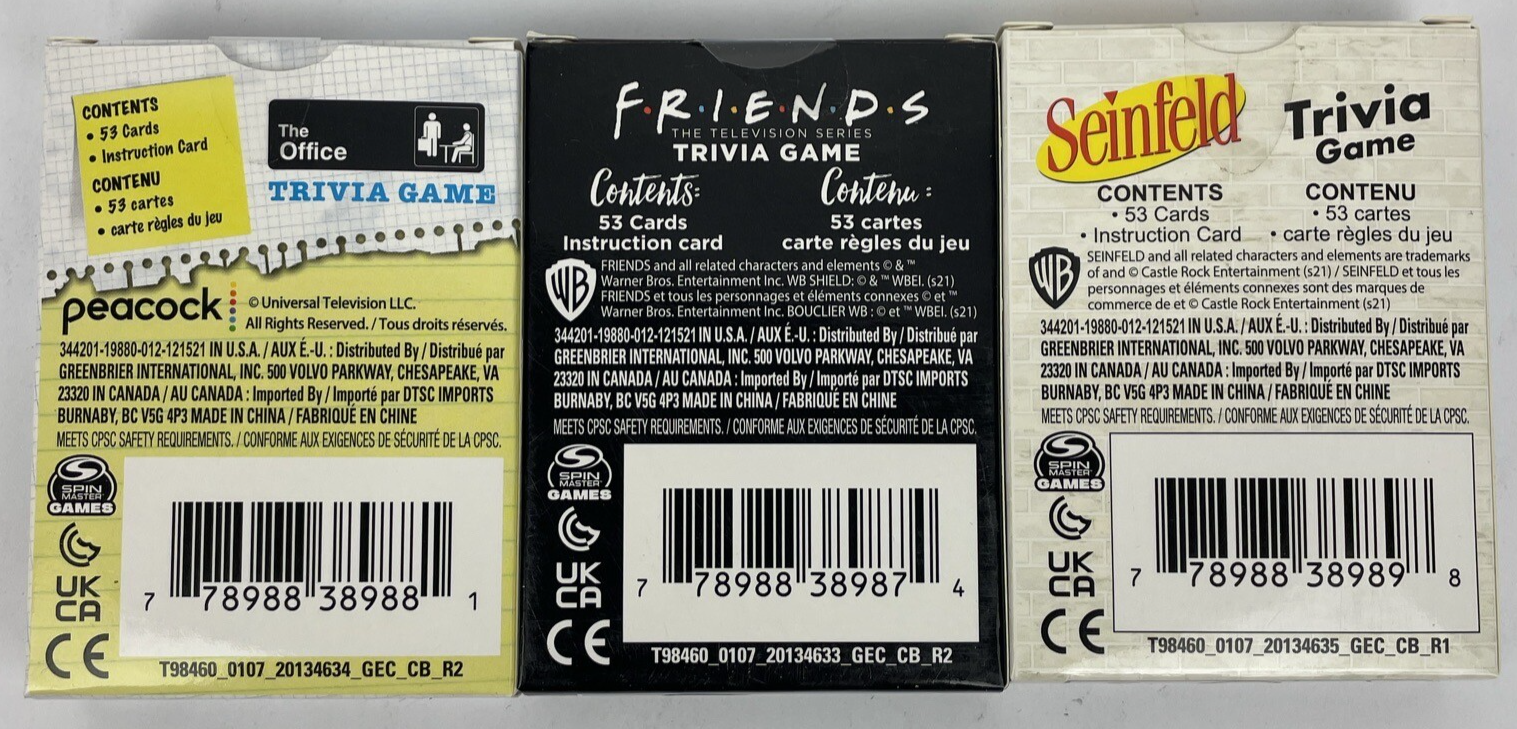 CONTENTS
• 53 Cards
• Instruction Card
CONTENU
• 53 cartes
• carte règles du jeu
The
Office
TRIVIA GAME
peacock
© Universal Television LLC.
All Rights Reserved. / Tous droits réservés.
344201-19880-012-121521 IN U.S.A. / AUX É.-U. : Distributed By / Distribué par
GREENBRIER INTERNATIONAL, INC. 500 VOLVO PARKWAY, CHESAPEAKE, VA
23320 IN CANADA / AU CANADA : Imported By / Importé par DTSC IMPORTS
BURNABY, BC V5G 4P3 MADE IN CHINA / FABRIQUÉ EN CHINE
MEETS CPSC SAFETY REQUIREMENTS. / CONFORME AUX EXIGENCES DE SÉCURITÉ DE LA CPSC.
SPIN
MASTER
GAMES
UK
CA
CE
7 78988 38988 1
T98460_0107_20134634_GEC_CB_R2
F·R·I·E·N·D·S
THE TELEVISION SERIES
TRIVIA GAME
Contents:
53 Cards
Instruction card
Contenu :
53 cartes
carte règles du jeu
WB
FRIENDS and all related characters and elements © & ™
Warner Bros. Entertainment Inc. WB SHIELD: © & ™ WBEI. (s21)
FRIENDS et tous les personnages et éléments connexes © et ™
Warner Bros. Entertainment Inc. BOUCLIER WB : © et ™ WBEI. (s21)
344201-19880-012-121521 IN U.S.A. / AUX É.-U. : Distributed By / Distribué par
GREENBRIER INTERNATIONAL, INC. 500 VOLVO PARKWAY, CHESAPEAKE, VA
23320 IN CANADA / AU CANADA : Imported By / Importé par DTSC IMPORTS
BURNABY, BC V5G 4P3 MADE IN CHINA / FABRIQUÉ EN CHINE
MEETS CPSC SAFETY REQUIREMENTS. / CONFORME AUX EXIGENCES DE SÉCURITÉ DE LA CPSC.
SPIN
MASTER
GAMES
UK
CA
CE
7 78988 38987 4
T98460_0107_20134633_GEC_CB_R2
Seinfeld
Trivia
Game
CONTENTS
• 53 Cards
• Instruction Card
CONTENU
• 53 cartes
• carte règles du jeu
WB
SEINFELD and all related characters and elements are trademarks
of and © Castle Rock Entertainment (s21) / SEINFELD et tous les
personnages et éléments connexes sont des marques de
commerce de et © Castle Rock Entertainment (s21)
344201-19880-012-121521 IN U.S.A. / AUX É.-U. : Distributed By / Distribué par
GREENBRIER INTERNATIONAL, INC. 500 VOLVO PARKWAY, CHESAPEAKE, VA
23320 IN CANADA / AU CANADA : Imported By / Importé par DTSC IMPORTS
BURNABY, BC V5G 4P3 MADE IN CHINA / FABRIQUÉ EN CHINE
MEETS CPSC SAFETY REQUIREMENTS. / CONFORME AUX EXIGENCES DE SÉCURITÉ DE LA CPSC.
SPIN
MASTER
GAMES
UK
CA
CE
7 78988 38989 8
T98460_0107_20134635_GEC_CB_R1